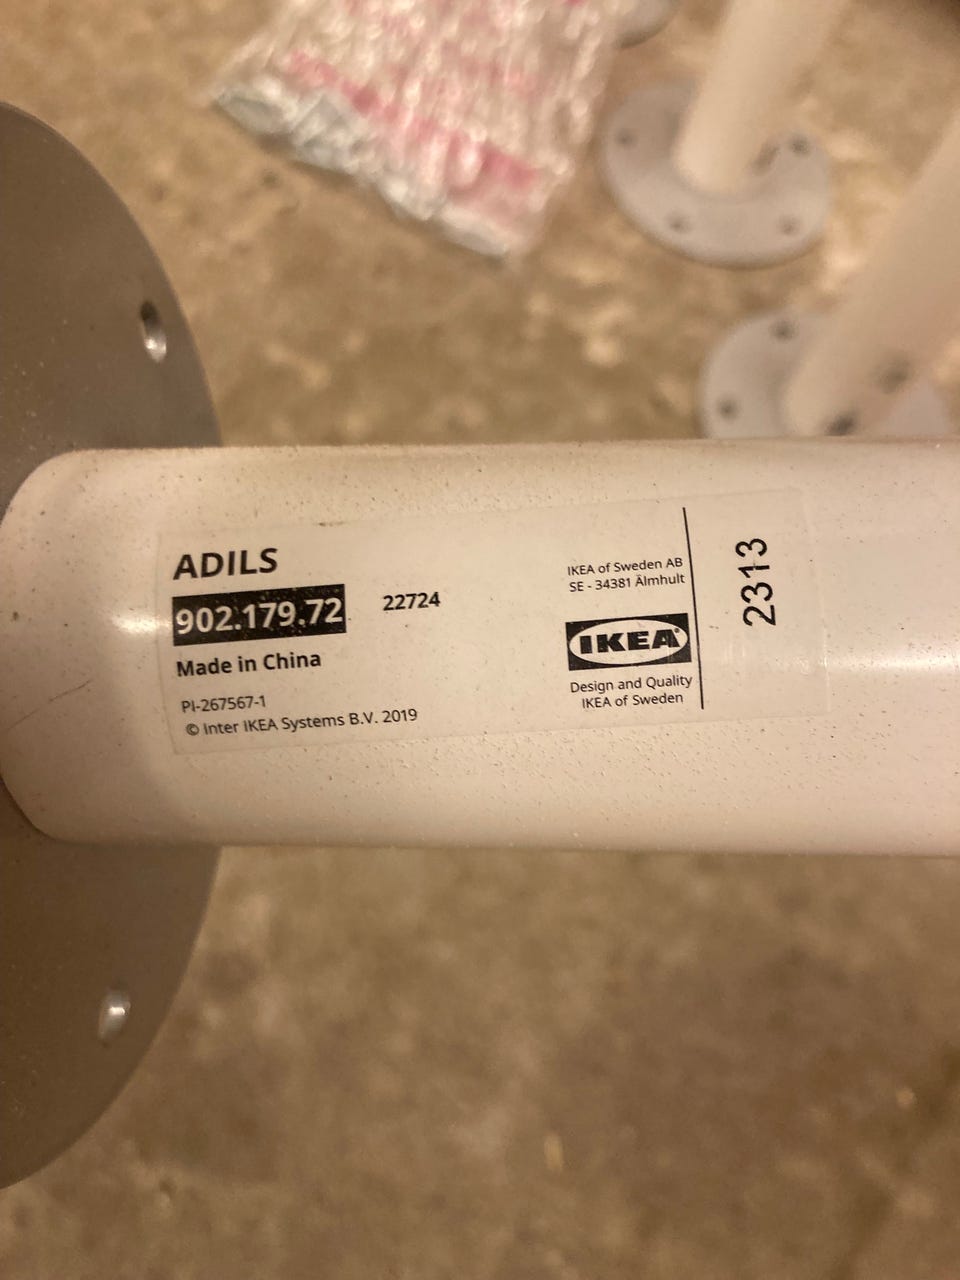 ADILS
902.179.72
22724
Made in China
PI-267567-1
© Inter IKEA Systems B.V. 2019
IKEA of Sweden AB
SE - 34381 Älmhult
IKEA®
Design and Quality
IKEA of Sweden
2313